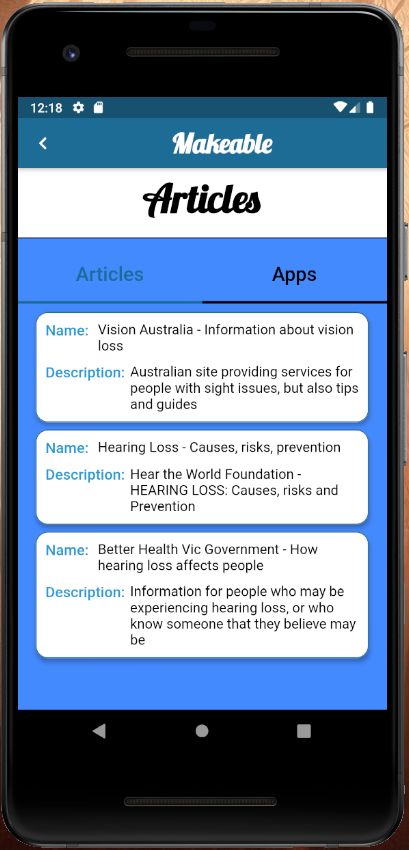 12:18
Makeable
Articles
Articles Apps
Name: Vision Australia - Information about vision
loss
Description: Australian site providing services for
people with sight issues, but also tips
and guides
Name: Hearing Loss - Causes, risks, prevention
Description: Hear the World Foundation -
HEARING LOSS: Causes, risks and
Prevention
Name: Better Health Vic Government - How
hearing loss affects people
Description: Information for people who may be
experiencing hearing loss, or who
know someone that they believe may
be